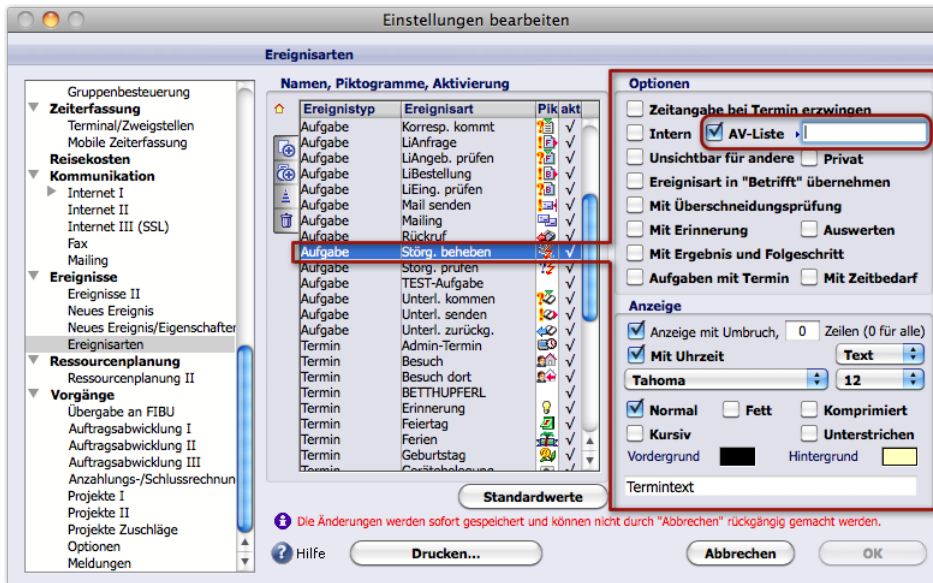 Einstellungen bearbeiten
Ereignisarten
Gruppenbesteuerung
Zeiterfassung
Terminal/Zweigstellen
Mobile Zeiterfassung
Reisekosten
Kommunikation
Internet I
Internet II
Internet III (SSL)
Fax
Mailing
Ereignisse
Ereignisse II
Neues Ereignis
Neues Ereignis/Eigenschafter
Ereignisarten
Ressourcenplanung
Ressourcenplanung II
Vorgänge
Übergabe an FIBU
Auftragsabwicklung I
Auftragsabwicklung II
Auftragsabwicklung III
Anzahlungs-/Schlussrechnun
Projekte I
Projekte II
Projekte Zuschläge
Optionen
Meldungen
Namen, Piktogramme, Aktivierung
Ereignistyp Ereignisart Pik akt
Aufgabe Korresp. kommt √
Aufgabe LiAnfrage √
Aufgabe LiAngeb. prüfen √
Aufgabe LiBestellung √
Aufgabe LiEing. prüfen √
Aufgabe Mail senden √
Aufgabe Mailing √
Aufgabe Rückruf √
Aufgabe Störg. beheben √
Aufgabe Störg. prüfen √
Aufgabe TEST-Aufgabe √
Aufgabe Unterl. kommen √
Aufgabe Unterl. senden √
Aufgabe Unterl. zurückg. √
Termin Admin-Termin √
Termin Besuch √
Termin Besuch dort √
Termin BETTHUPFERL √
Termin Erinnerung √
Termin Feiertag √
Termin Ferien √
Termin Geburtstag √
Termin Gerätebelegung √
Standardwerte
Optionen
Zeitangabe bei Termin erzwingen
Intern AV-Liste
Unsichtbar für andere Privat
Ereignisart in "Betrifft" übernehmen
Mit Überschneidungsprüfung
Mit Erinnerung Auswerten
Mit Ergebnis und Folgeschritt
Aufgaben mit Termin Mit Zeitbedarf
Anzeige
Anzeige mit Umbruch, 0 Zeilen (0 für alle)
Mit Uhrzeit Text
Tahoma 12
Normal Fett Komprimiert
Kursiv Unterstrichen
Vordergrund Hintergrund
Termintext
Die Änderungen werden sofort gespeichert und können nicht durch "Abbrechen" rückgängig gemacht werden.
Hilfe Drucken... Abbrechen OK